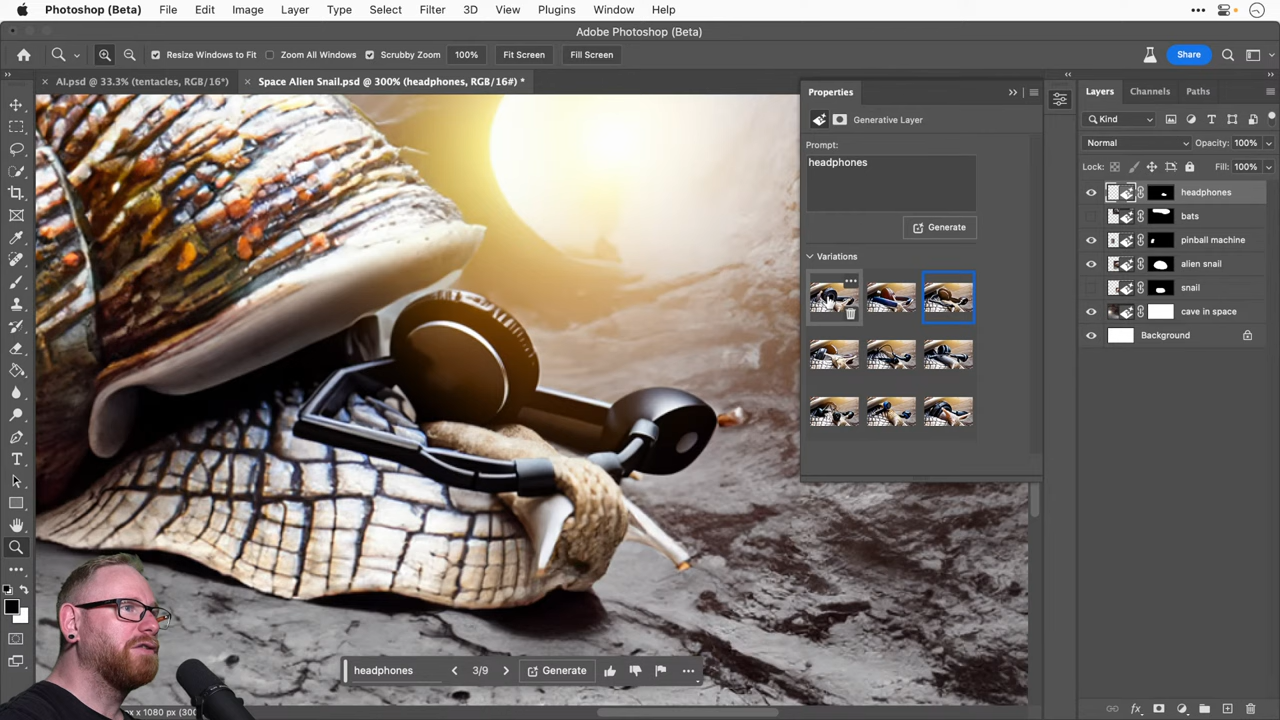 Photoshop (Beta) File Edit Image Layer Type Select Filter 3D View Plugins Window Help
Adobe Photoshop (Beta)
Resize Windows to Fit Zoom All Windows Scrubby Zoom 100% Fit Screen Fill Screen Share
AI.psd @ 33.3% (tentacles, RGB/16*) Space Alien Snail.psd @ 300% (headphones, RGB/16#) *
Properties
Generative Layer
Prompt:
headphones
Generate
Variations
Layers Channels Paths
Kind
Normal Opacity: 100%
Lock: Fill: 100%
headphones
bats
pinball machine
alien snail
snail
cave in space
Background
headphones 3/9 Generate
x 1080 px (300